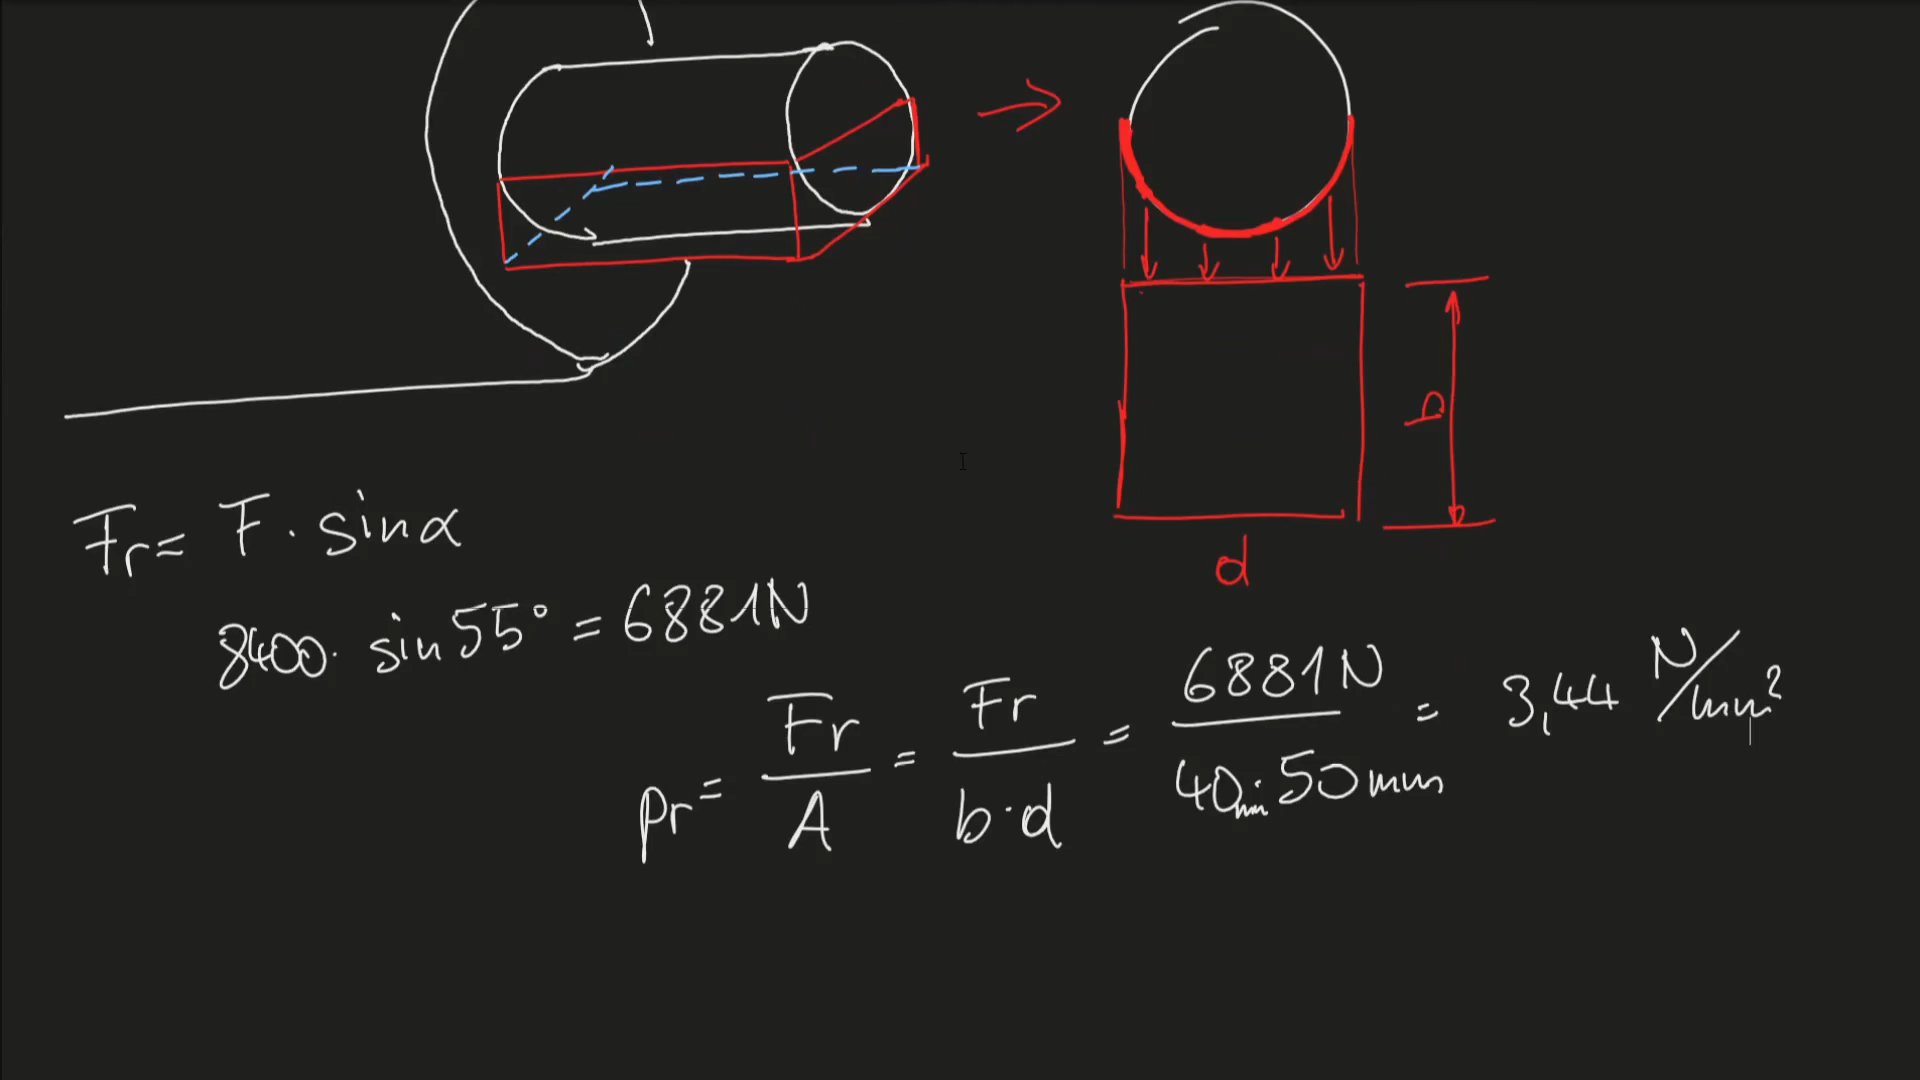 b
d
Fr = F · sinα
8400 · sin 55° = 6881N
pr = Fr/A = Fr/b·d = 6881N/40mm·50mm = 3,44 N/mm²